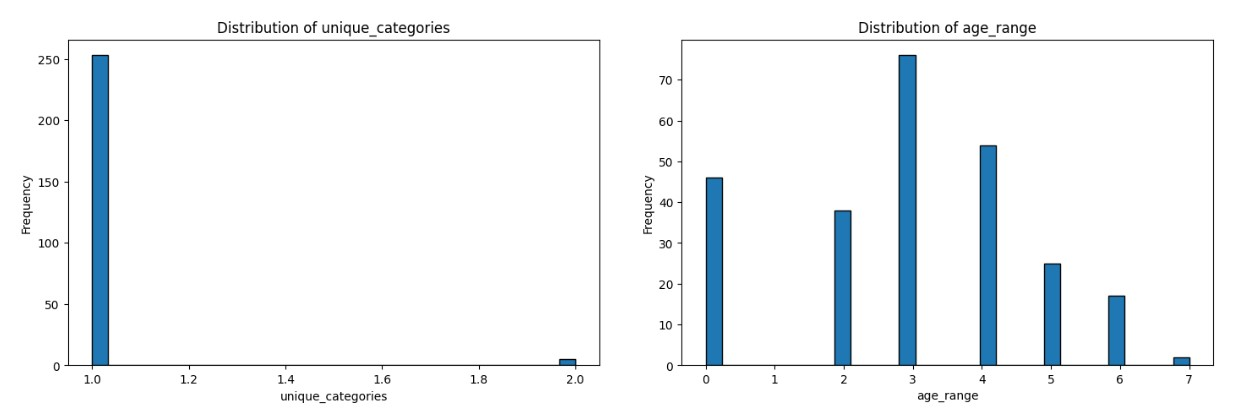 Distribution of unique_categories
250
200
150
100
50
0
Frequency
1.0 1.2 1.4 1.6 1.8 2.0
unique_categories
Distribution of age_range
70
60
50
40
30
20
10
0
Frequency
0 1 2 3 4 5 6 7
age_range